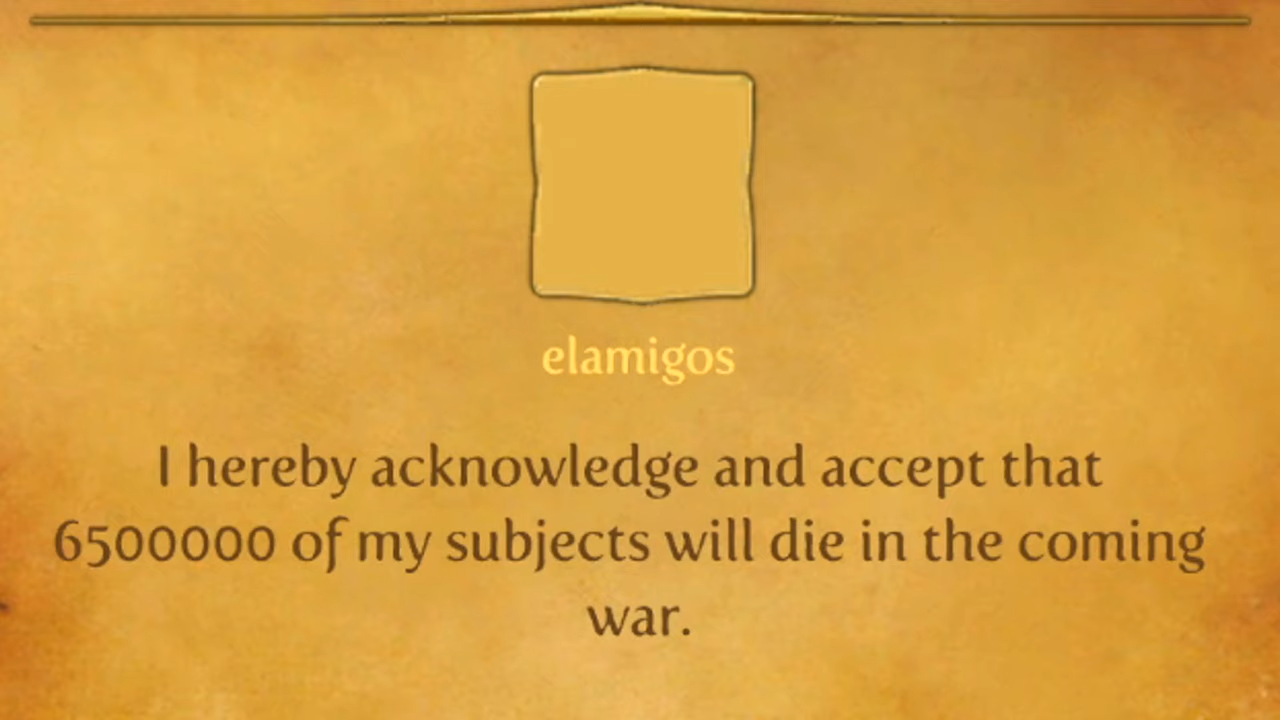 elamigos
I hereby acknowledge and accept that
6500000 of my subjects will die in the coming
war.